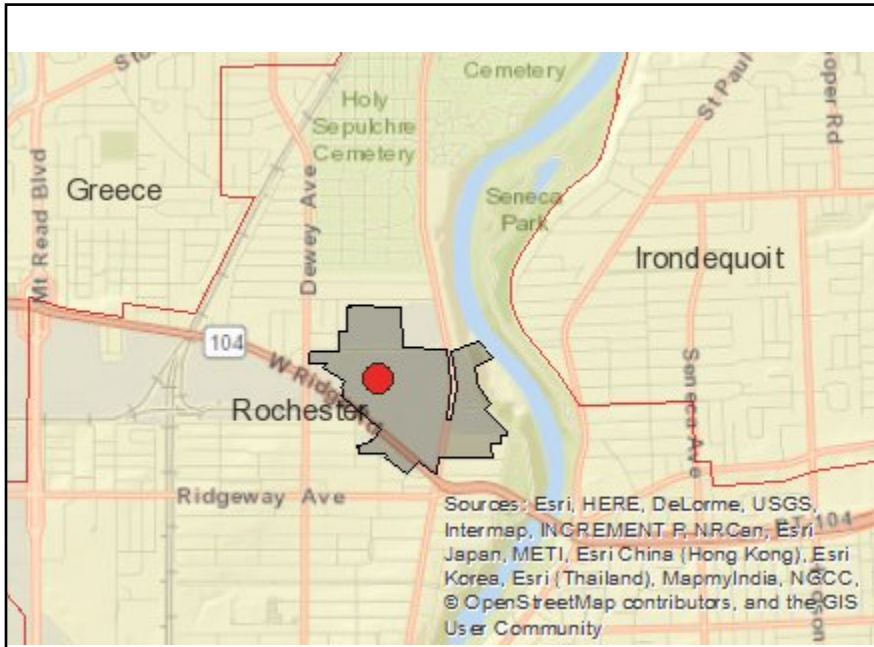 Cemetery
Holy
Sepulchre
Cemetery
St Paul
Greece
Mt Read Blvd
Dewey Ave
Seneca
Park
Irondequoit
104
W Ridge Rd
Rochester
Seneca Ave
Ridgeway Ave
RT 104
Sources: Esri, HERE, DeLorme, USGS,
Intermap, INCREMENT P, NRCan, Esri
Japan, METI, Esri China (Hong Kong), Esri
Korea, Esri (Thailand), MapmyIndia, NGCC,
© OpenStreetMap contributors, and the GIS
User Community